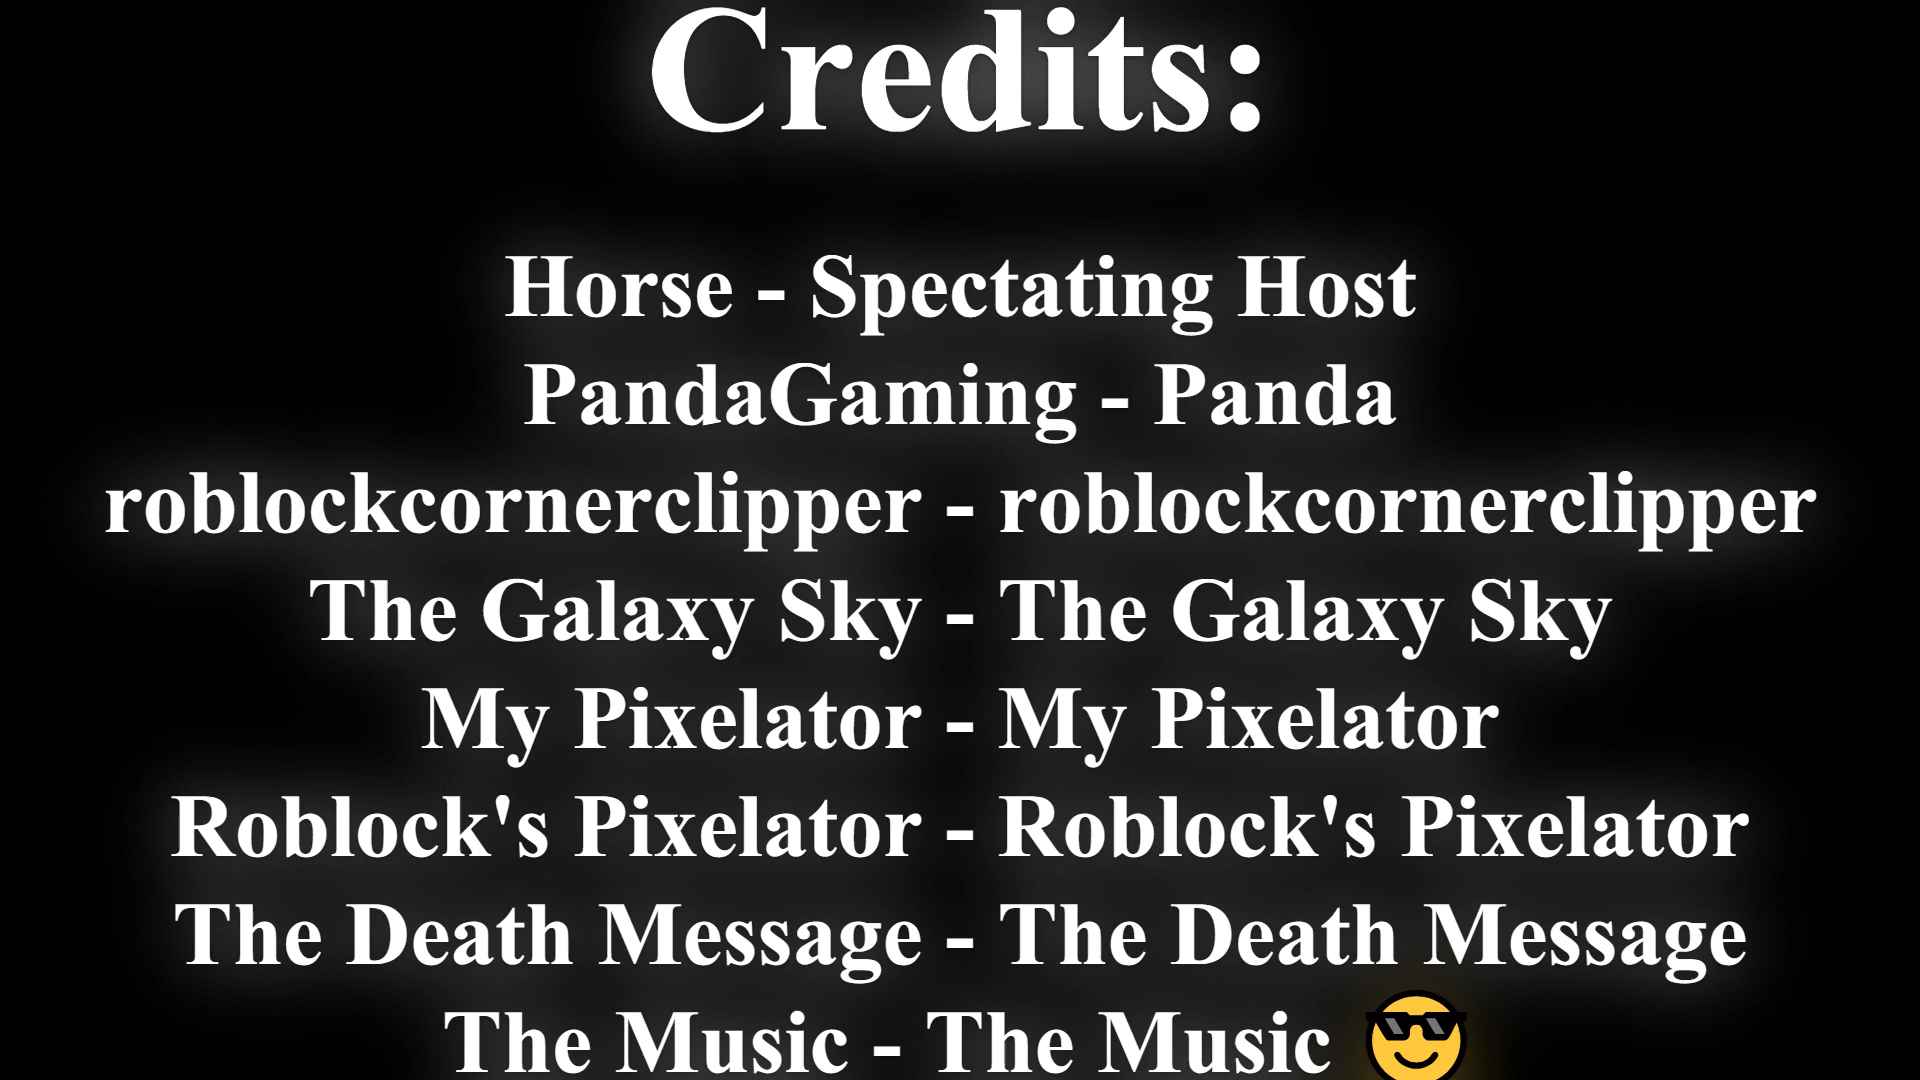 Credits:
Horse - Spectating Host
PandaGaming - Panda
roblockcornerclipper - roblockcornerclipper
The Galaxy Sky - The Galaxy Sky
My Pixelator - My Pixelator
Roblock's Pixelator - Roblock's Pixelator
The Death Message - The Death Message
The Music - The Music 😎